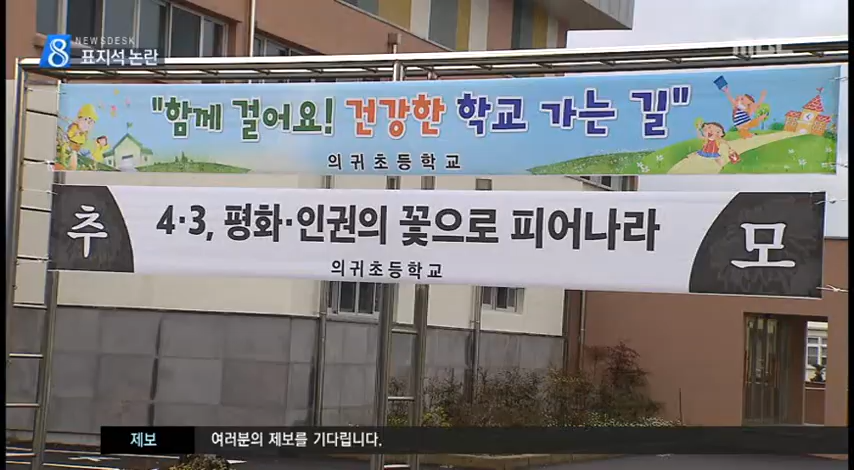 8 NEWSDESK
표지석 논란
MBC
"함께 걸어요! 건강한 학교 가는 길"
의귀초등학교
추 4·3, 평화·인권의 꽃으로 피어나라 모
의귀초등학교
제보 여러분의 제보를 기다립니다.